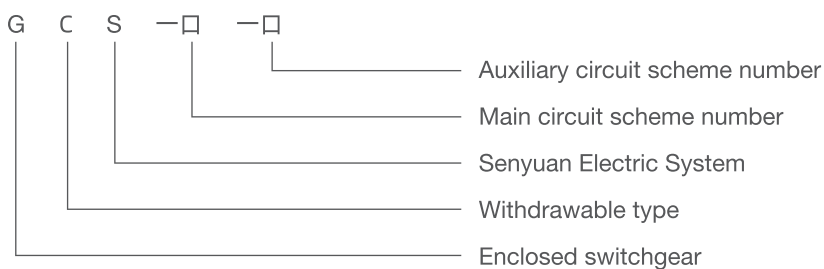 G C S 一口 一口
Auxiliary circuit scheme number
Main circuit scheme number
Senyuan Electric System
Withdrawable type
Enclosed switchgear